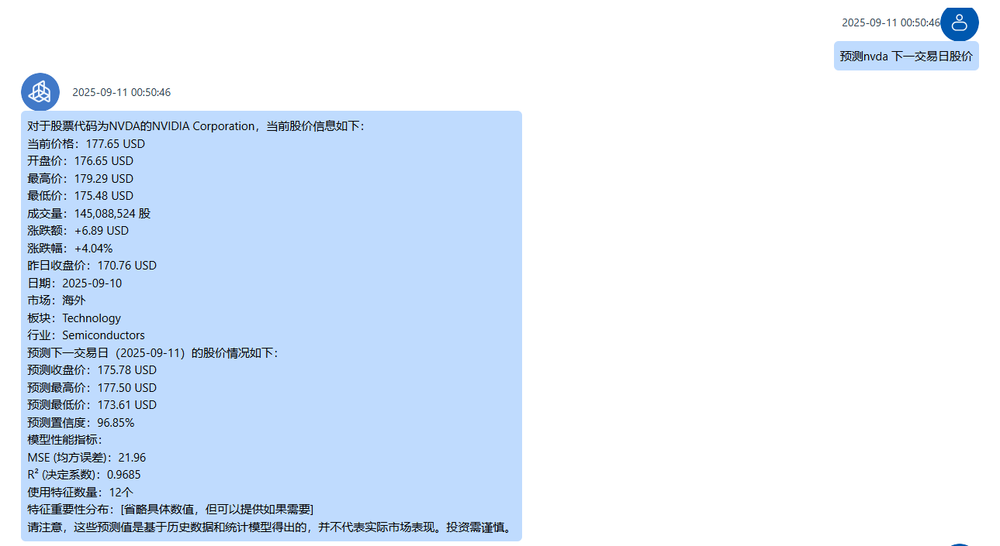 2025-09-11 00:50:46
预测nvda 下一交易日股价
2025-09-11 00:50:46
对于股票代码为NVDA的NVIDIA Corporation，当前股价信息如下：
当前价格：177.65 USD
开盘价：176.65 USD
最高价：179.29 USD
最低价：175.48 USD
成交量：145,088,524 股
涨跌额：+6.89 USD
涨跌幅：+4.04%
昨日收盘价：170.76 USD
日期：2025-09-10
市场：海外
板块：Technology
行业：Semiconductors
预测下一交易日（2025-09-11）的股价情况如下：
预测收盘价：175.78 USD
预测最高价：177.50 USD
预测最低价：173.61 USD
预测置信度：96.85%
模型性能指标：
MSE (均方误差)：21.96
R² (决定系数)：0.9685
使用特征数量：12个
特征重要性分布：[省略具体数值，但可以提供如果需要]
请注意，这些预测值是基于历史数据和统计模型得出的，并不代表实际市场表现。投资需谨慎。